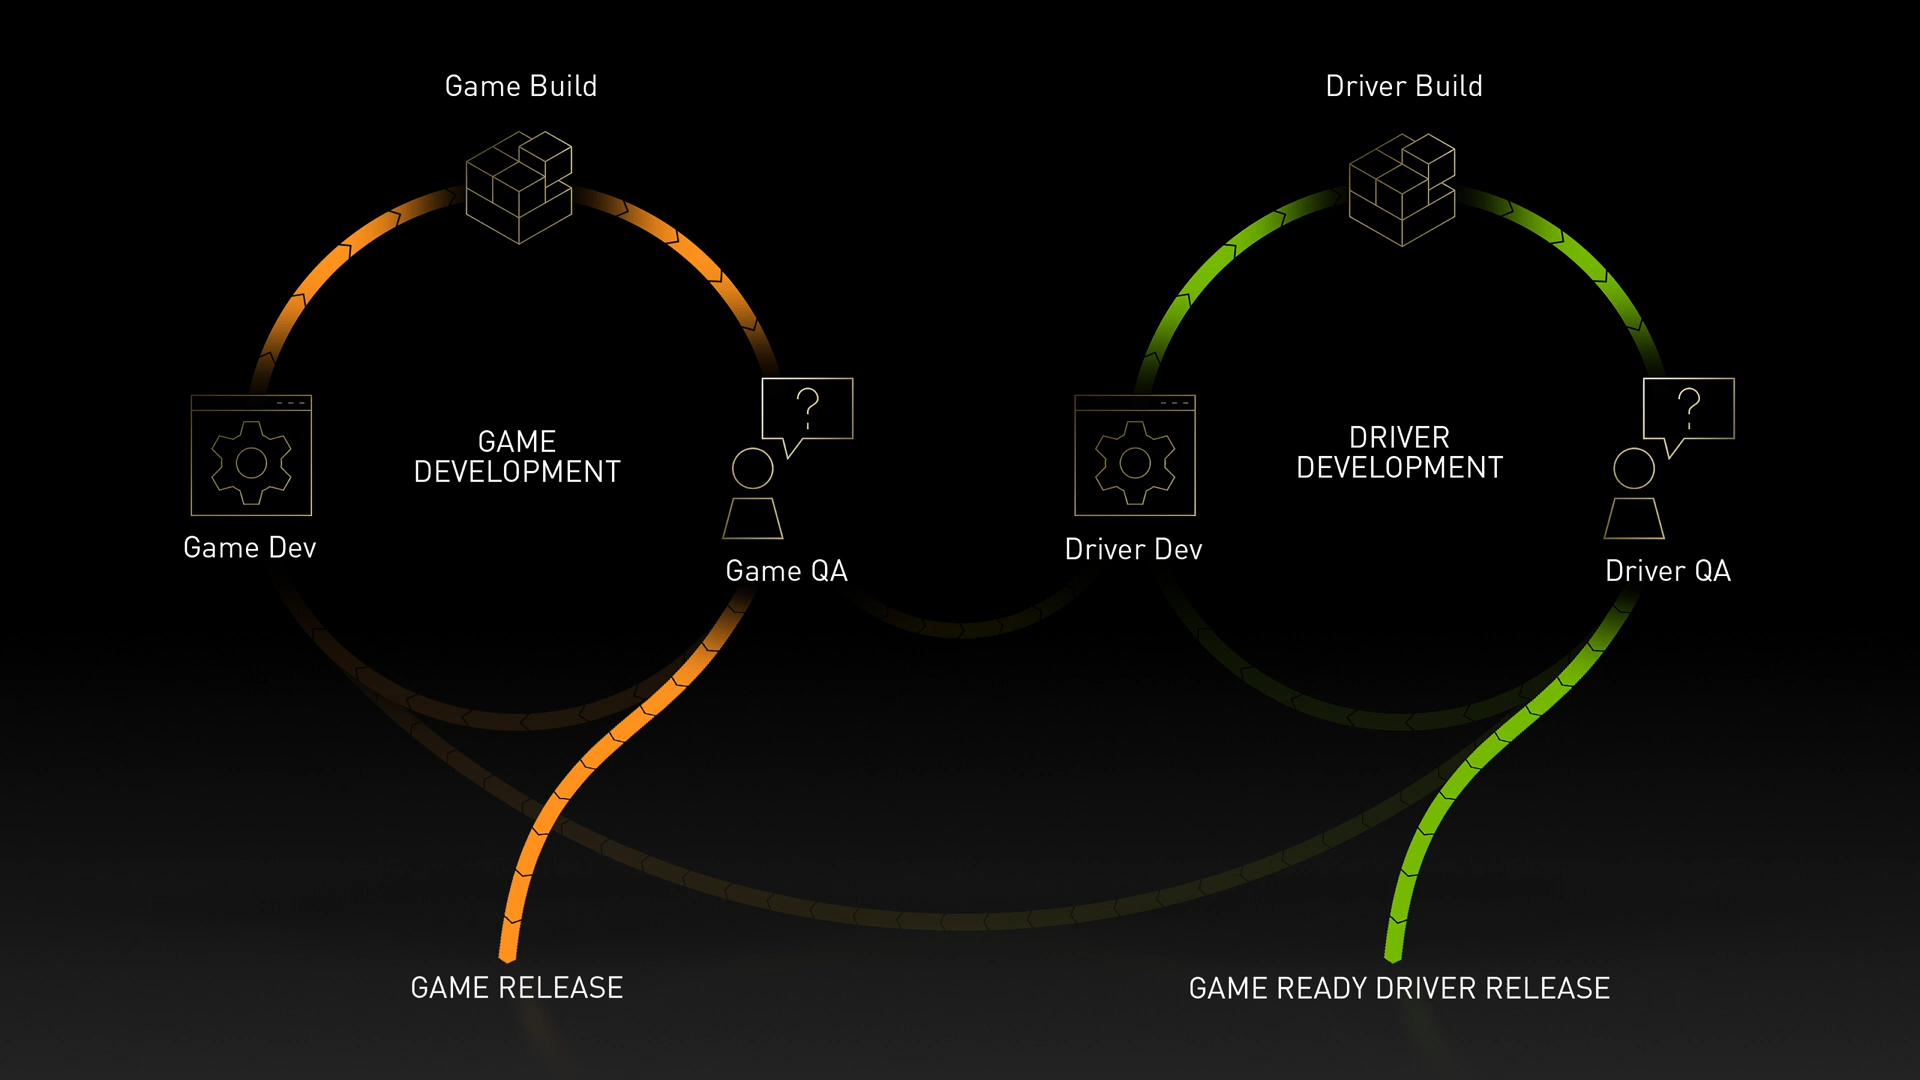 Game Build
Driver Build
?
?
GAME
DEVELOPMENT
DRIVER
DEVELOPMENT
Game Dev
Game QA
Driver Dev
Driver QA
GAME RELEASE
GAME READY DRIVER RELEASE